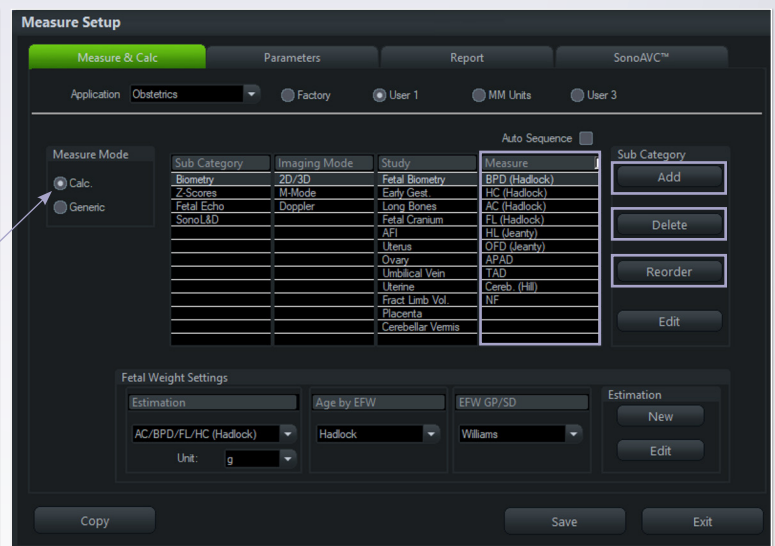 Measure Setup
Measure & Calc Parameters Report SonoAVC™
Application Obstetrics Factory User 1 MM Units User 3
Auto Sequence
Measure Mode
Calc.
Generic
Sub Category Imaging Mode Study Measure
Biometry 2D/3D Fetal Biometry BPD (Hadlock)
Z-Scores M-Mode Early Gest. HC (Hadlock)
Fetal Echo Doppler Long Bones AC (Hadlock)
SonoL&D Fetal Cranium FL (Hadlock)
AFI HL (Jeanty)
Uterus OFD (Jeanty)
Ovary APAD
Umbilical Vein TAD
Uterine Cereb. (Hill)
Fract Limb Vol. NF
Placenta
Cerebellar Vermis
Sub Category
Add
Delete
Reorder
Edit
Fetal Weight Settings
Estimation Age by EFW EFW GP/SD
AC/BPD/FL/HC (Hadlock) Hadlock Williams
Unit: g
Estimation
New
Edit
Copy Save Exit